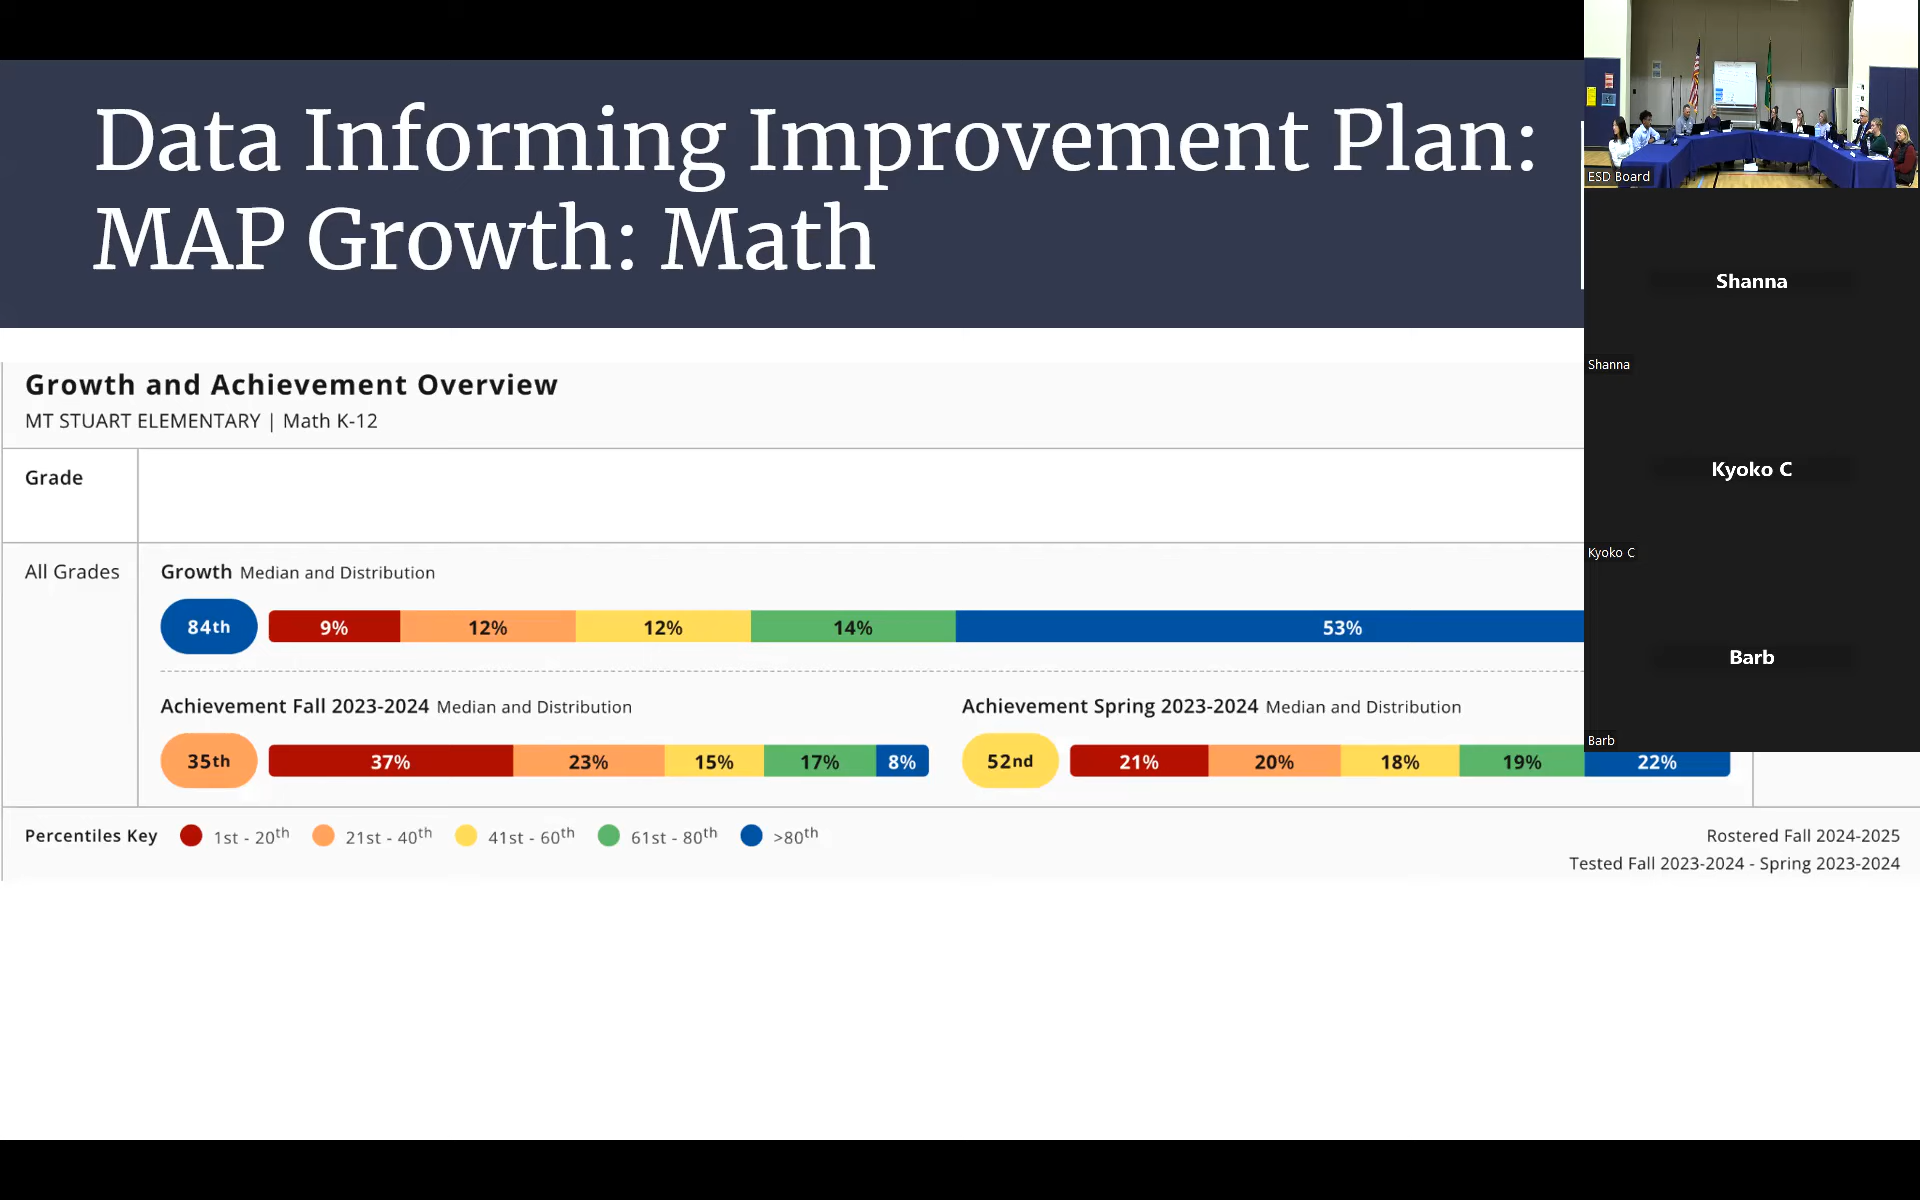 Data Informing Improvement Plan:
MAP Growth: Math
Growth and Achievement Overview
MT STUART ELEMENTARY | Math K-12
Grade
All Grades
Growth Median and Distribution
84th 9% 12% 12% 14% 53%
Achievement Fall 2023-2024 Median and Distribution
35th 37% 23% 15% 17% 8%
Achievement Spring 2023-2024 Median and Distribution
52nd 21% 20% 18% 19% 22%
Percentiles Key 1st - 20th 21st - 40th 41st - 60th 61st - 80th >80th
Rostered Fall 2024-2025
Tested Fall 2023-2024 - Spring 2023-2024
ESD Board
Shanna
Shanna
Kyoko C
Kyoko C
Barb
Barb